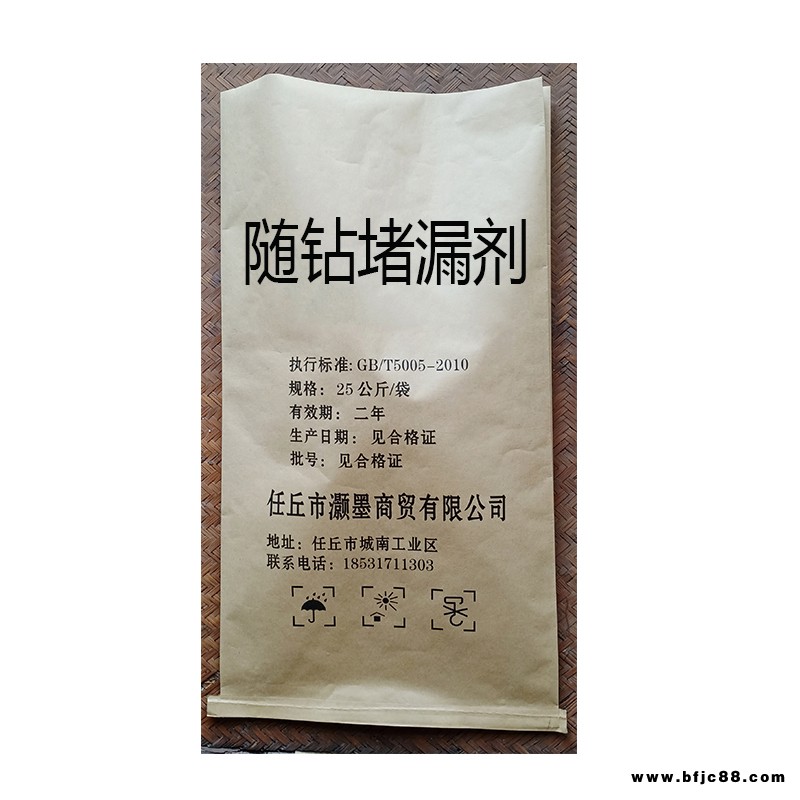 随钻堵漏剂
执行标准: GB/T5005-2010
规格: 25公斤/袋
有效期: 二年
生产日期: 见合格证
批号: 见合格证
任丘市灏墨商贸有限公司
地址: 任丘市城南工业区
联系电话: 18531711303
www.bfjc88.com